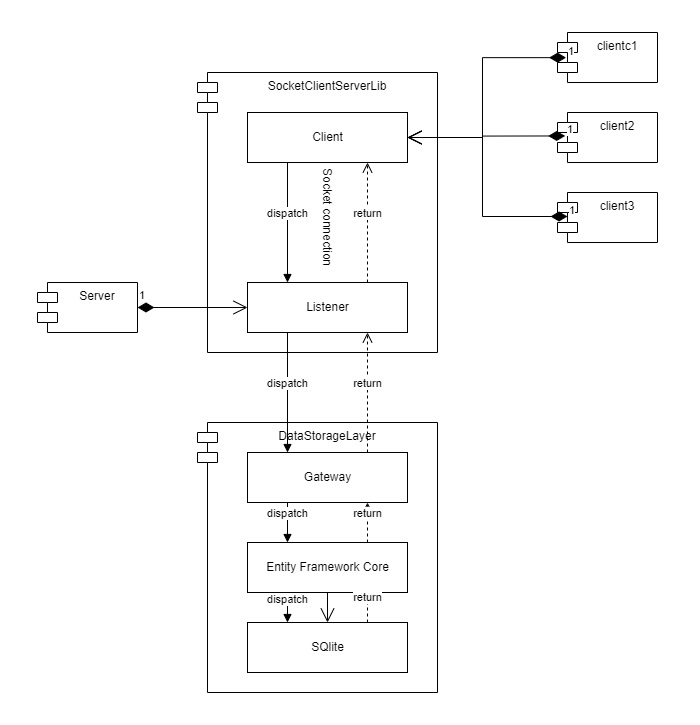 clientc1
1
SocketClientServerLib
client2
1
Client
Socket connection
dispatch
return
client3
1
Server
1
Listener
dispatch
return
DataStorageLayer
Gateway
dispatch
return
Entity Framework Core
dispatch
return
SQlite